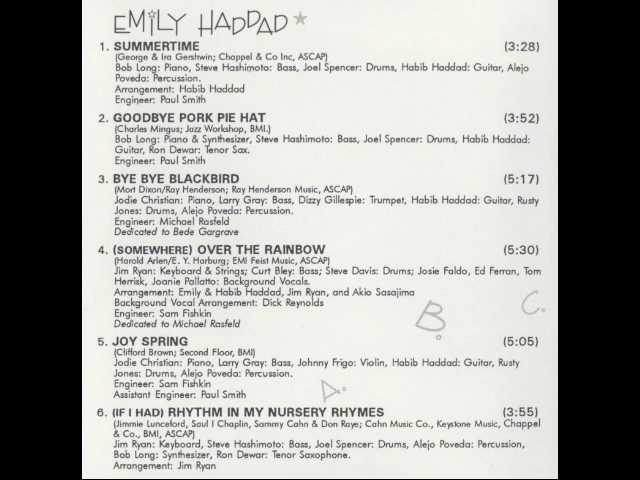 EMILY HADDAD
1. SUMMERTIME (3:28)
(George & Ira Gershwin; Chappel & Co Inc, ASCAP)
Bob Long: Piano, Steve Hashimoto: Bass, Joel Spencer: Drums, Habib Haddad: Guitar, Alejo
Poveda: Percussion.
Arrangement: Habib Haddad
Engineer: Paul Smith
2. GOODBYE PORK PIE HAT (3:52)
(Charles Mingus; Jazz Workshop, BMI.)
Bob Long: Piano & Synthesizer, Steve Hashimoto: Bass, Joel Spencer: Drums, Habib Haddad:
Guitar, Ron Dewar: Tenor Sax.
Engineer: Paul Smith
3. BYE BYE BLACKBIRD (5:17)
(Mort Dixon/Ray Henderson; Ray Henderson Music, ASCAP)
Jodie Christian: Piano, Larry Gray: Bass, Dizzy Gillespie: Trumpet, Habib Haddad: Guitar, Rusty
Jones: Drums, Alejo Poveda: Percussion.
Engineer: Michael Rasfeld
Dedicated to Bede Gargrave
4. (SOMEWHERE) OVER THE RAINBOW (5:30)
(Harold Arlen/E. Y. Harburg; EMI Feist Music, ASCAP)
Jim Ryan: Keyboard & Strings; Curt Bley: Bass; Steve Davis: Drums; Josie Faldo, Ed Ferran, Tom
Herrisk, Joanie Pallatto: Background Vocals.
Arrangement: Emily & Habib Haddad, Jim Ryan, and Akio Sasajima
Background Vocal Arrangement: Dick Reynolds
Engineer: Sam Fishkin
Dedicated to Michael Rasfeld
B. C.
5. JOY SPRING (5:05)
(Clifford Brown; Second Floor, BMI)
Jodie Christian: Piano, Larry Gray: Bass, Johnny Frigo: Violin, Habib Haddad: Guitar, Rusty
Jones: Drums, Alejo Poveda: Percussion.
Engineer: Sam Fishkin
Assistant Engineer: Paul Smith
A.
6. (IF I HAD) RHYTHM IN MY NURSERY RHYMES (3:55)
(Jimmie Lunceford, Saul I Chaplin, Sammy Cahn & Don Raye; Cahn Music Co., Keystone Music, Chappel
& Co., BMI, ASCAP)
Jim Ryan: Keyboard, Steve Hashimoto: Bass, Joel Spencer: Drums, Alejo Poveda: Percussion,
Bob Long: Synthesizer, Ron Dewar: Tenor Saxophone.
Arrangement: Jim Ryan